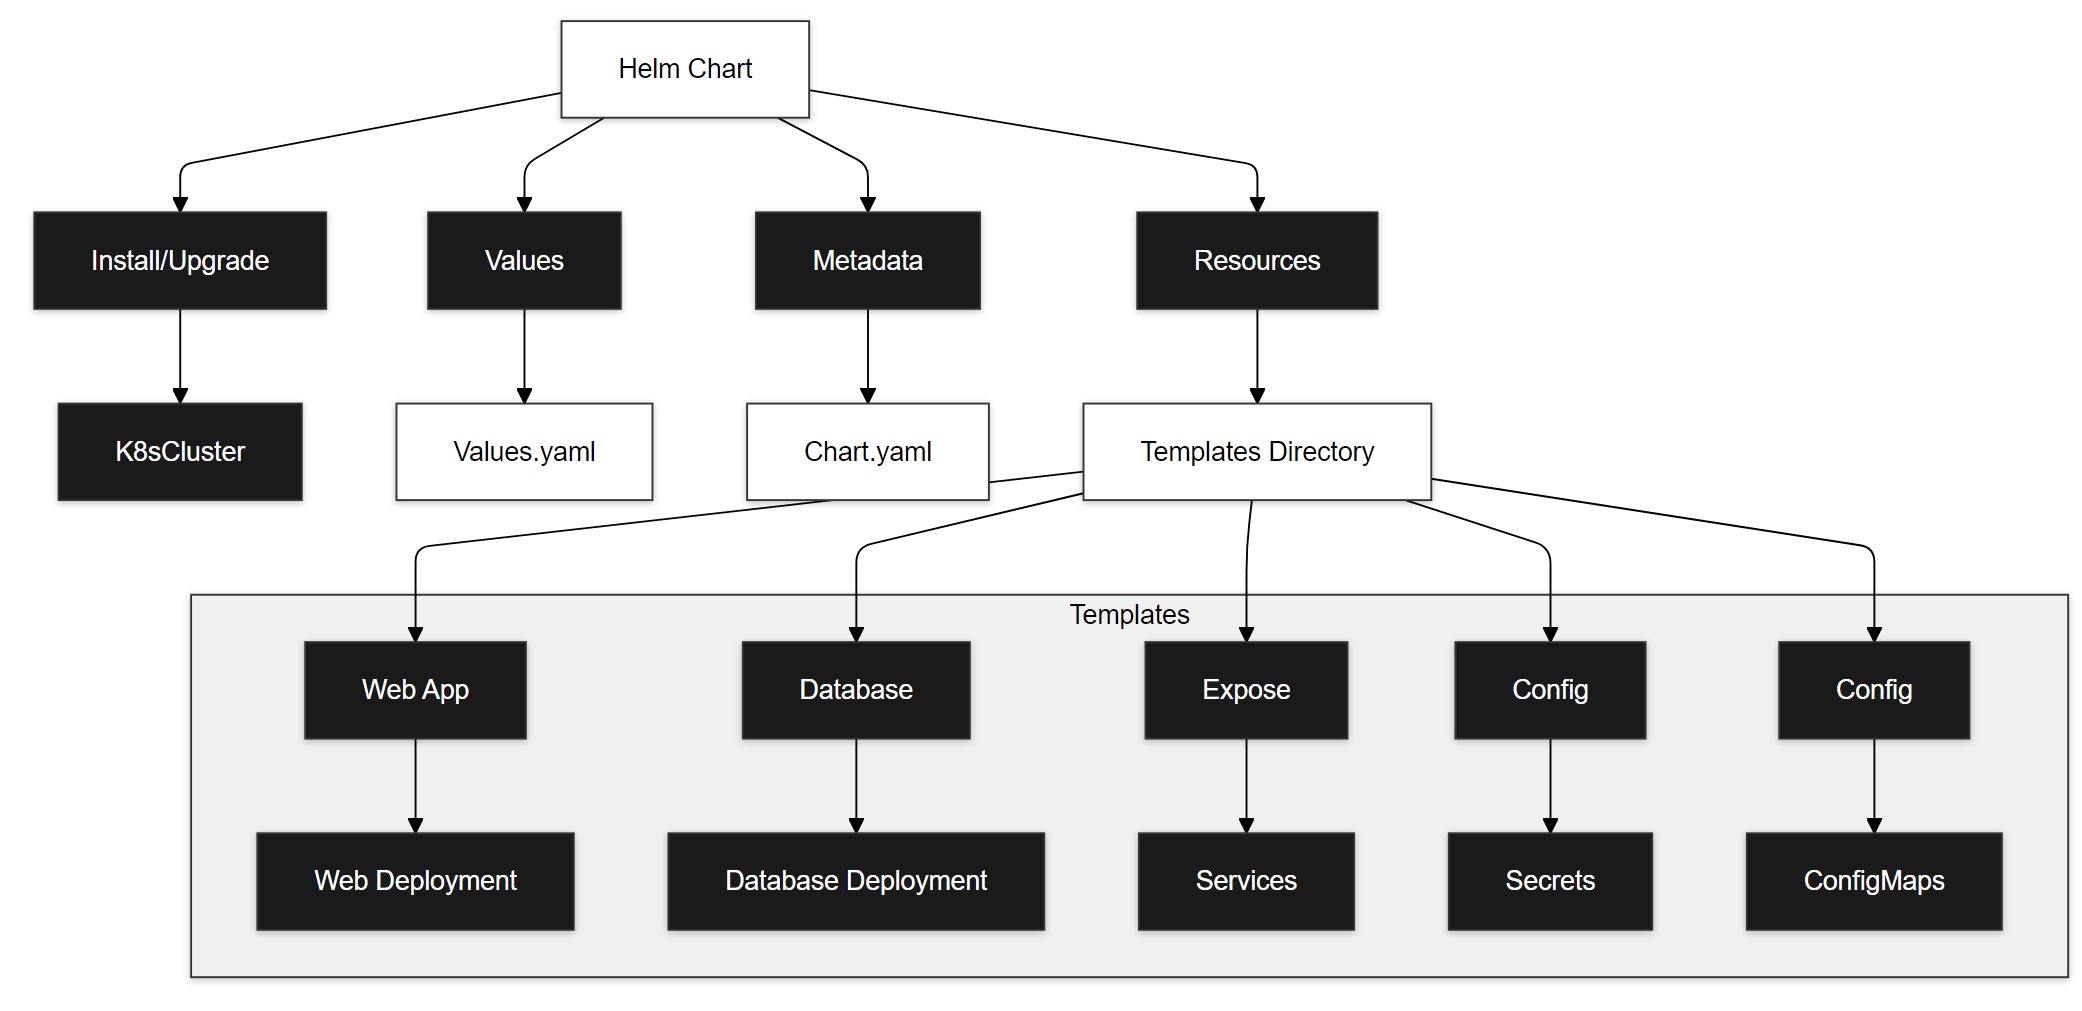 Helm Chart
Install/Upgrade
Values
Metadata
Resources
K8sCluster
Values.yaml
Chart.yaml
Templates Directory
Templates
Web App
Database
Expose
Config
Config
Web Deployment
Database Deployment
Services
Secrets
ConfigMaps